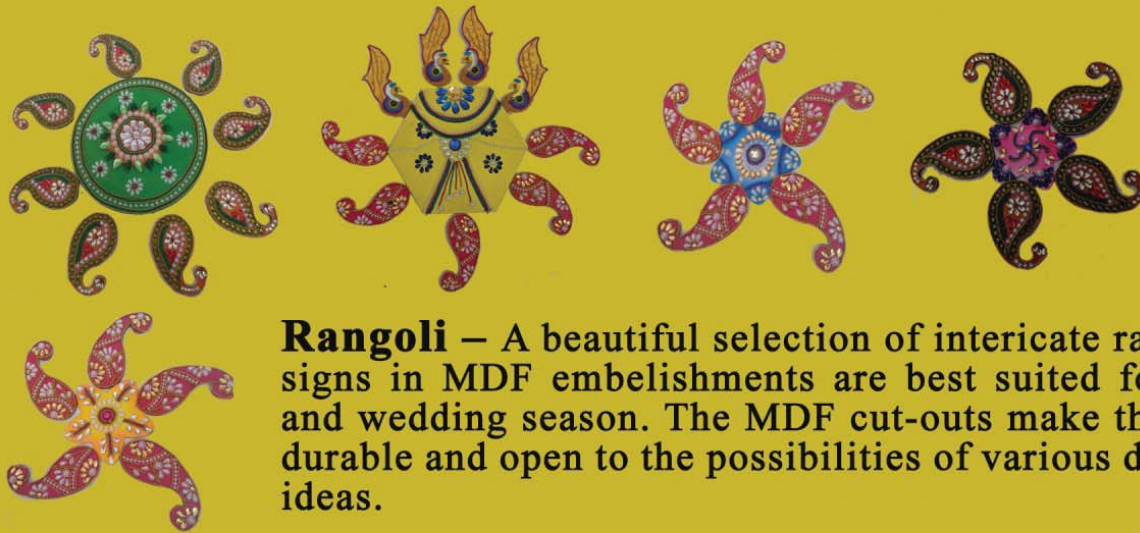 Rangoli – A beautiful selection of intericate ra
signs in MDF embelishments are best suited f
and wedding season. The MDF cut-outs make th
durable and open to the possibilities of various d
ideas.